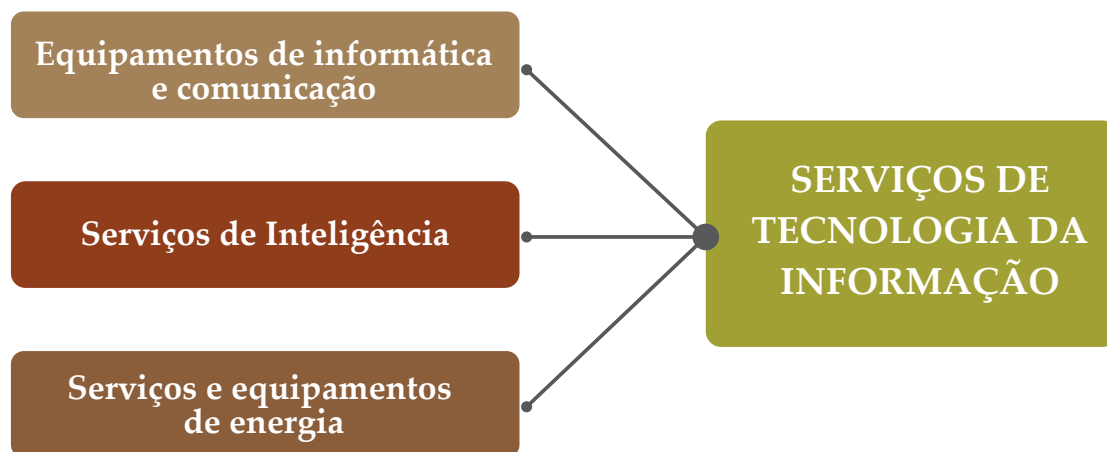 Equipamentos de informática
e comunicação
Serviços de Inteligência
Serviços e equipamentos
de energia
SERVIÇOS DE
TECNOLOGIA DA
INFORMAÇÃO